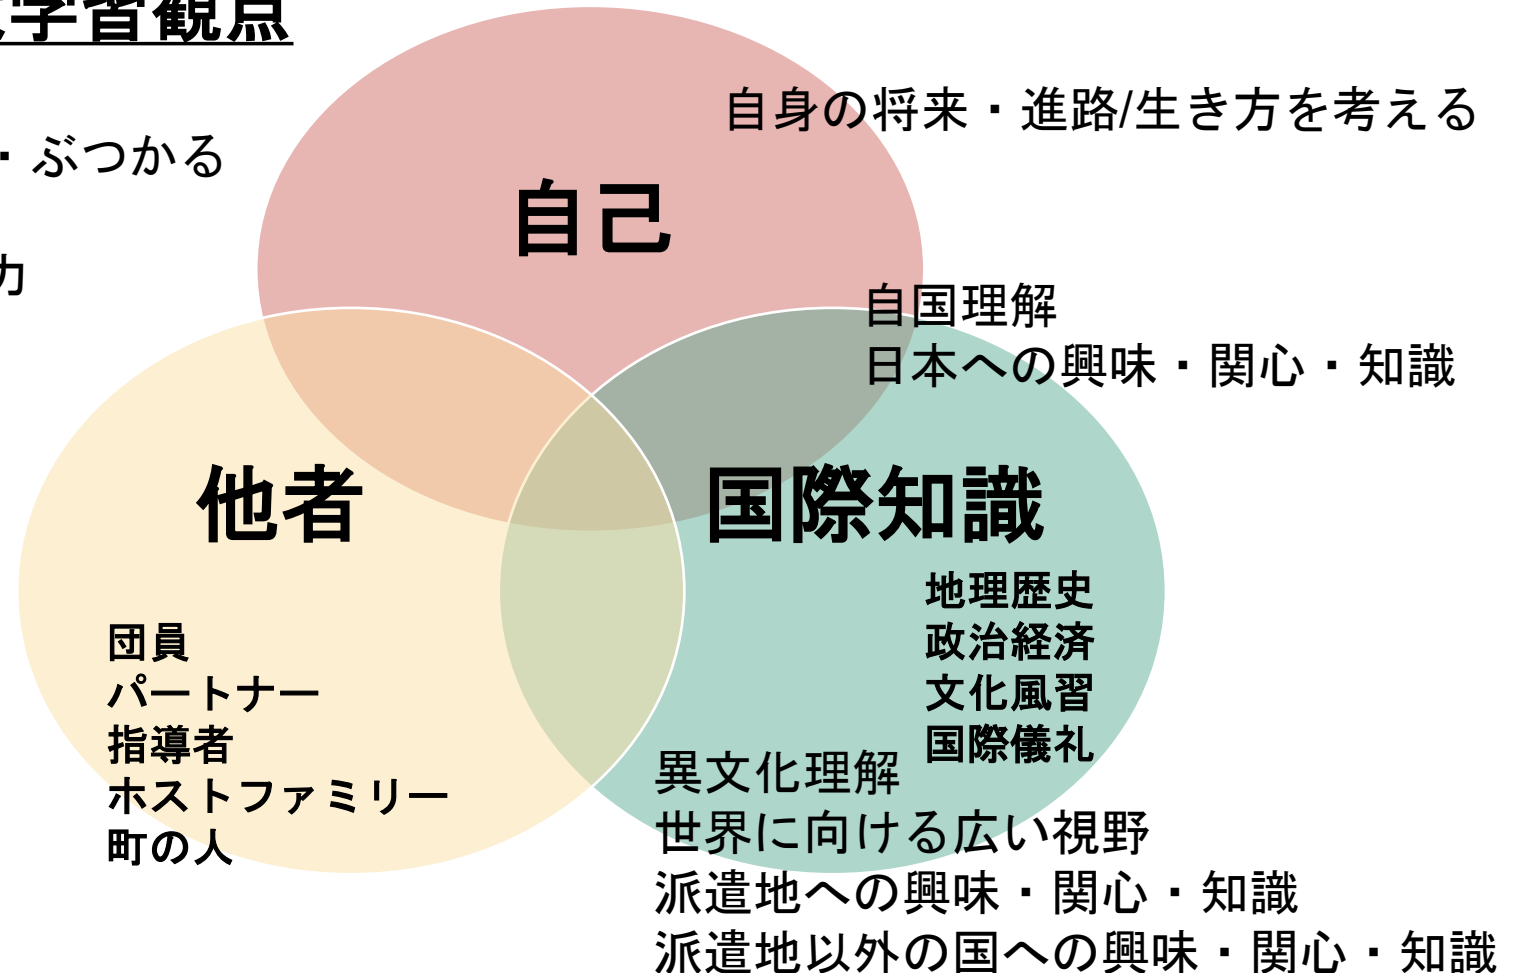 学習観点
・ぶつかる
力
自身の将来・進路/生き方を考える
自己
自国理解
日本への興味・関心・知識
他者
国際知識
地理歴史
政治経済
文化風習
国際儀礼
団員
パートナー
指導者
ホストファミリー
町の人
異文化理解
世界に向ける広い視野
派遣地への興味・関心・知識
派遣地以外の国への興味・関心・知識